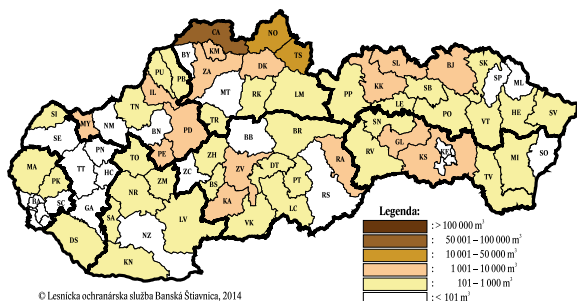 CA
NO
BY
KM
TS
PU
PB
ZA
DK
IL
MT
RK
LM
PP
KK
SL
BJ
SK
SP
ML
SB
LE
PO
VT
HE
SV
SI
MY
NM
TN
BN
PD
TR
PE
SE
BB
BR
SN
RV
GL
KS
KE
MI
SO
TV
MA
PK
TT
PN
HC
TO
ZM
ZC
ZH
BS
ZV
DT
PT
RA
RS
BA
SC
GA
NR
SA
LV
KA
VK
LC
NZ
DS
KN
Legenda:
: > 100 000 m³
: 50 001 – 100 000 m³
: 10 001 – 50 000 m³
: 1 001 – 10 000 m³
: 101 – 1 000 m³
: < 101 m³
© Lesnícka ochranárska služba Banská Štiavnica, 2014